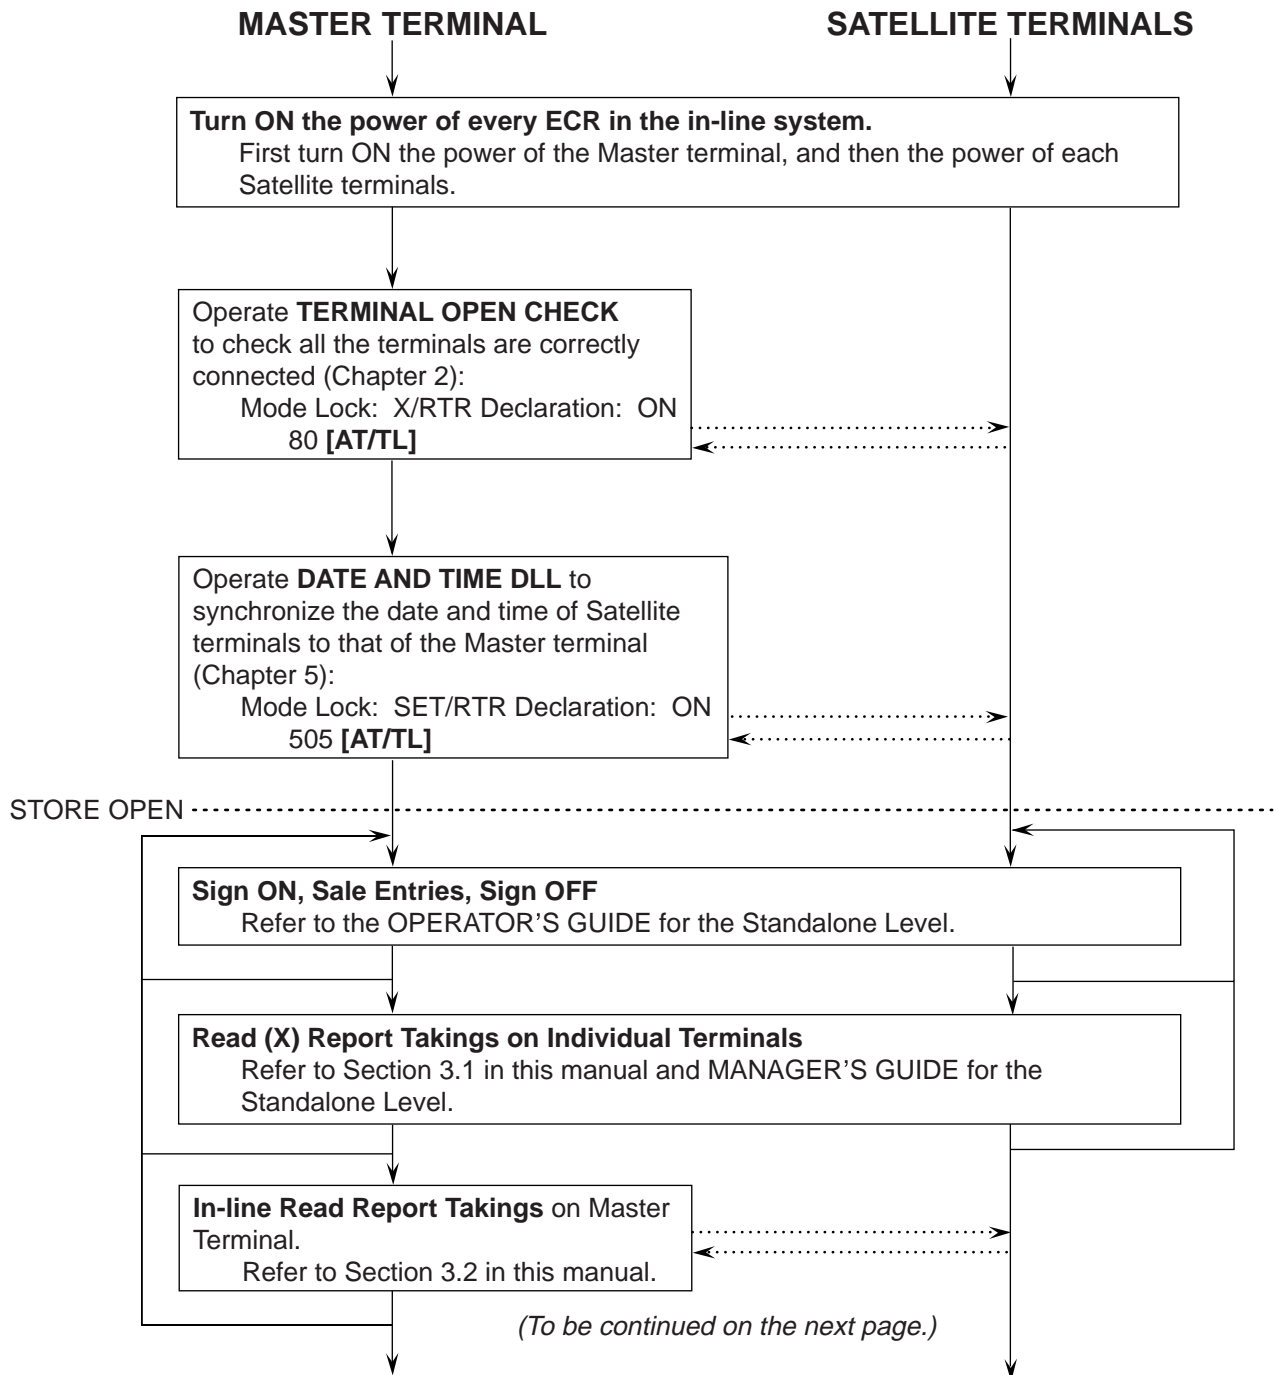 MASTER TERMINAL
SATELLITE TERMINALS
Turn ON the power of every ECR in the in-line system.
First turn ON the power of the Master terminal, and then the power of each
Satellite terminals.
Operate TERMINAL OPEN CHECK
to check all the terminals are correctly
connected (Chapter 2):
Mode Lock: X/RTR Declaration: ON
80 [AT/TL]
Operate DATE AND TIME DLL to
synchronize the date and time of Satellite
terminals to that of the Master terminal
(Chapter 5):
Mode Lock: SET/RTR Declaration: ON
505 [AT/TL]
STORE OPEN
Sign ON, Sale Entries, Sign OFF
Refer to the OPERATOR’S GUIDE for the Standalone Level.
Read (X) Report Takings on Individual Terminals
Refer to Section 3.1 in this manual and MANAGER’S GUIDE for the
Standalone Level.
In-line Read Report Takings on Master
Terminal.
Refer to Section 3.2 in this manual.
(To be continued on the next page.)